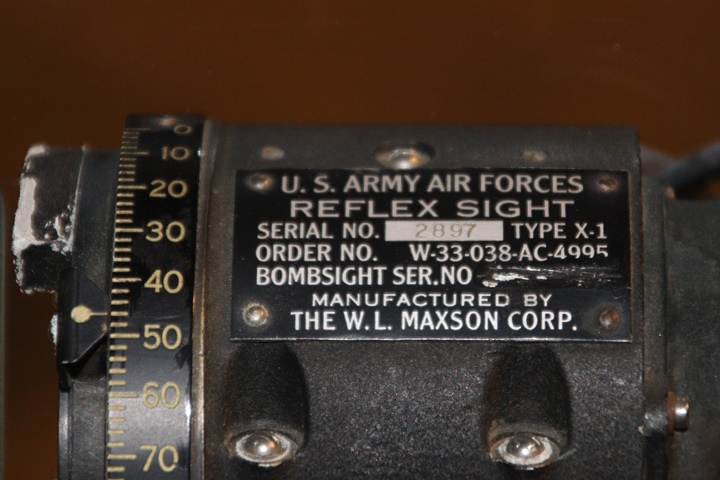 0
10
20
30
40
50
60
70
U. S. ARMY AIR FORCES
REFLEX SIGHT
SERIAL NO. 2897 TYPE X-1
ORDER NO. W-33-038-AC-4995
BOMBSIGHT SER.NO
MANUFACTURED BY
THE W.L. MAXSON CORP.